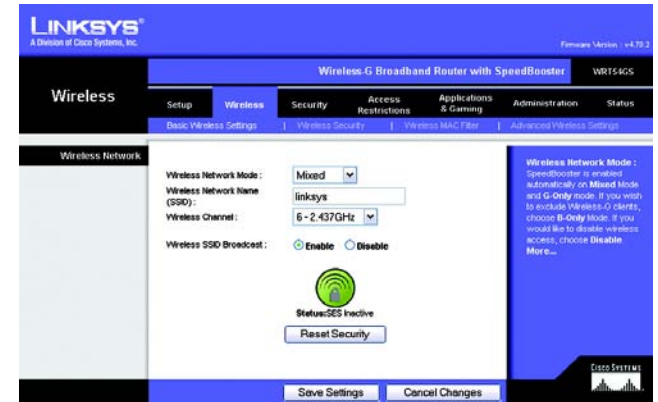 LINKSYS®
A Division of Cisco Systems, Inc.
Firmware Version : v4.70.2
Wireless-G Broadband Router with SpeedBooster
WRT54GS
Wireless
Setup
Wireless
Security
Access Restrictions
Applications & Gaming
Administration
Status
Basic Wireless Settings | Wireless Security | Wireless MAC Filter | Advanced Wireless Settings
Wireless Network
Wireless Network Mode :
Mixed
Wireless Network Name
(SSID) :
linksys
Wireless Channel :
6 - 2.437GHz
Wireless SSID Broadcast :
Enable
Disable
Status:SES Inactive
Reset Security
Wireless Network Mode :
SpeedBooster is enabled
automatically on Mixed Mode
and G-Only mode. If you wish
to exclude Wireless-G clients,
choose B-Only Mode. If you
would like to disable wireless
access, choose Disable
More...
Save Settings
Cancel Changes
CISCO SYSTEMS